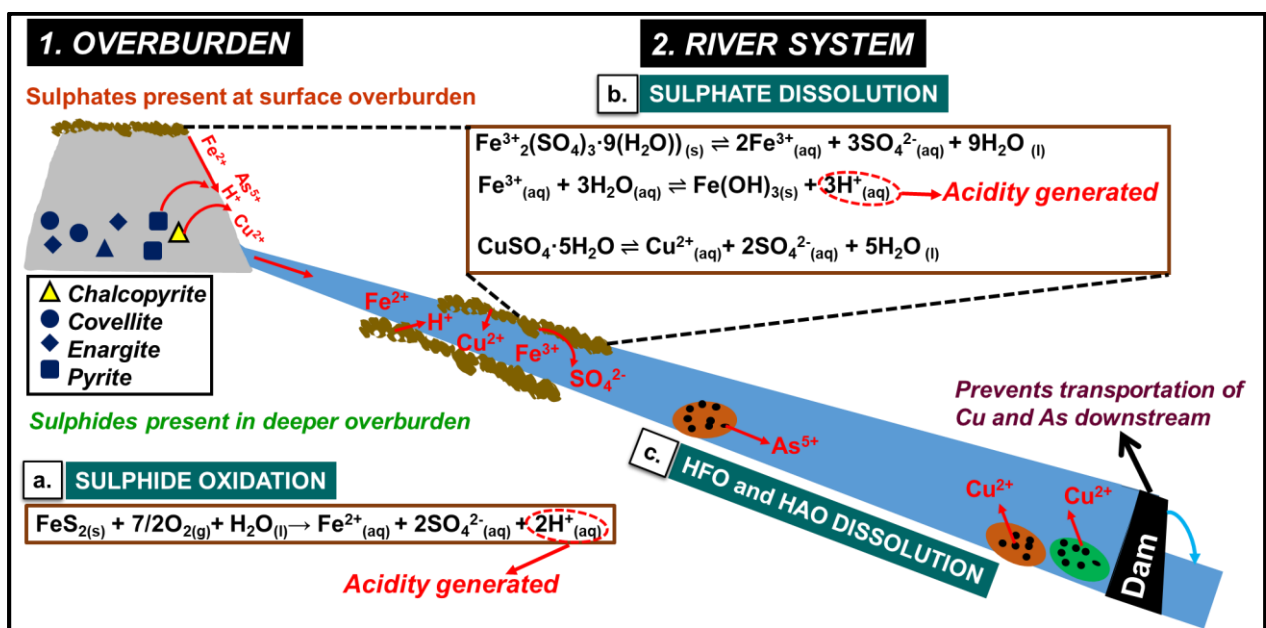 1. OVERBURDEN
2. RIVER SYSTEM
Sulphates present at surface overburden
b. SULPHATE DISSOLUTION
Fe³⁺₂(SO₄)₃·9(H₂O))₍ₛ₎ ⇌ 2Fe³⁺(aq) + 3SO₄²⁻(aq) + 9H₂O (l)
Fe³⁺(aq) + 3H₂O(aq) ⇌ Fe(OH)₃(s) + 3H⁺(aq)
Acidity generated
CuSO₄·5H₂O ⇌ Cu²⁺(aq)+ 2SO₄²⁻(aq) + 5H₂O (l)
Fe²⁺
As⁵⁺
H⁺
Cu²⁺
Chalcopyrite
Covellite
Enargite
Pyrite
Sulphides present in deeper overburden
Fe²⁺
H⁺
Cu²⁺
Fe³⁺
SO₄²⁻
Prevents transportation of
Cu and As downstream
As⁵⁺
c. HFO and HAO DISSOLUTION
Cu²⁺
Cu²⁺
Dam
a. SULPHIDE OXIDATION
FeS₂(s) + 7/2O₂(g)+ H₂O(l)→ Fe²⁺(aq) + 2SO₄²⁻(aq) + 2H⁺(aq)
Acidity generated